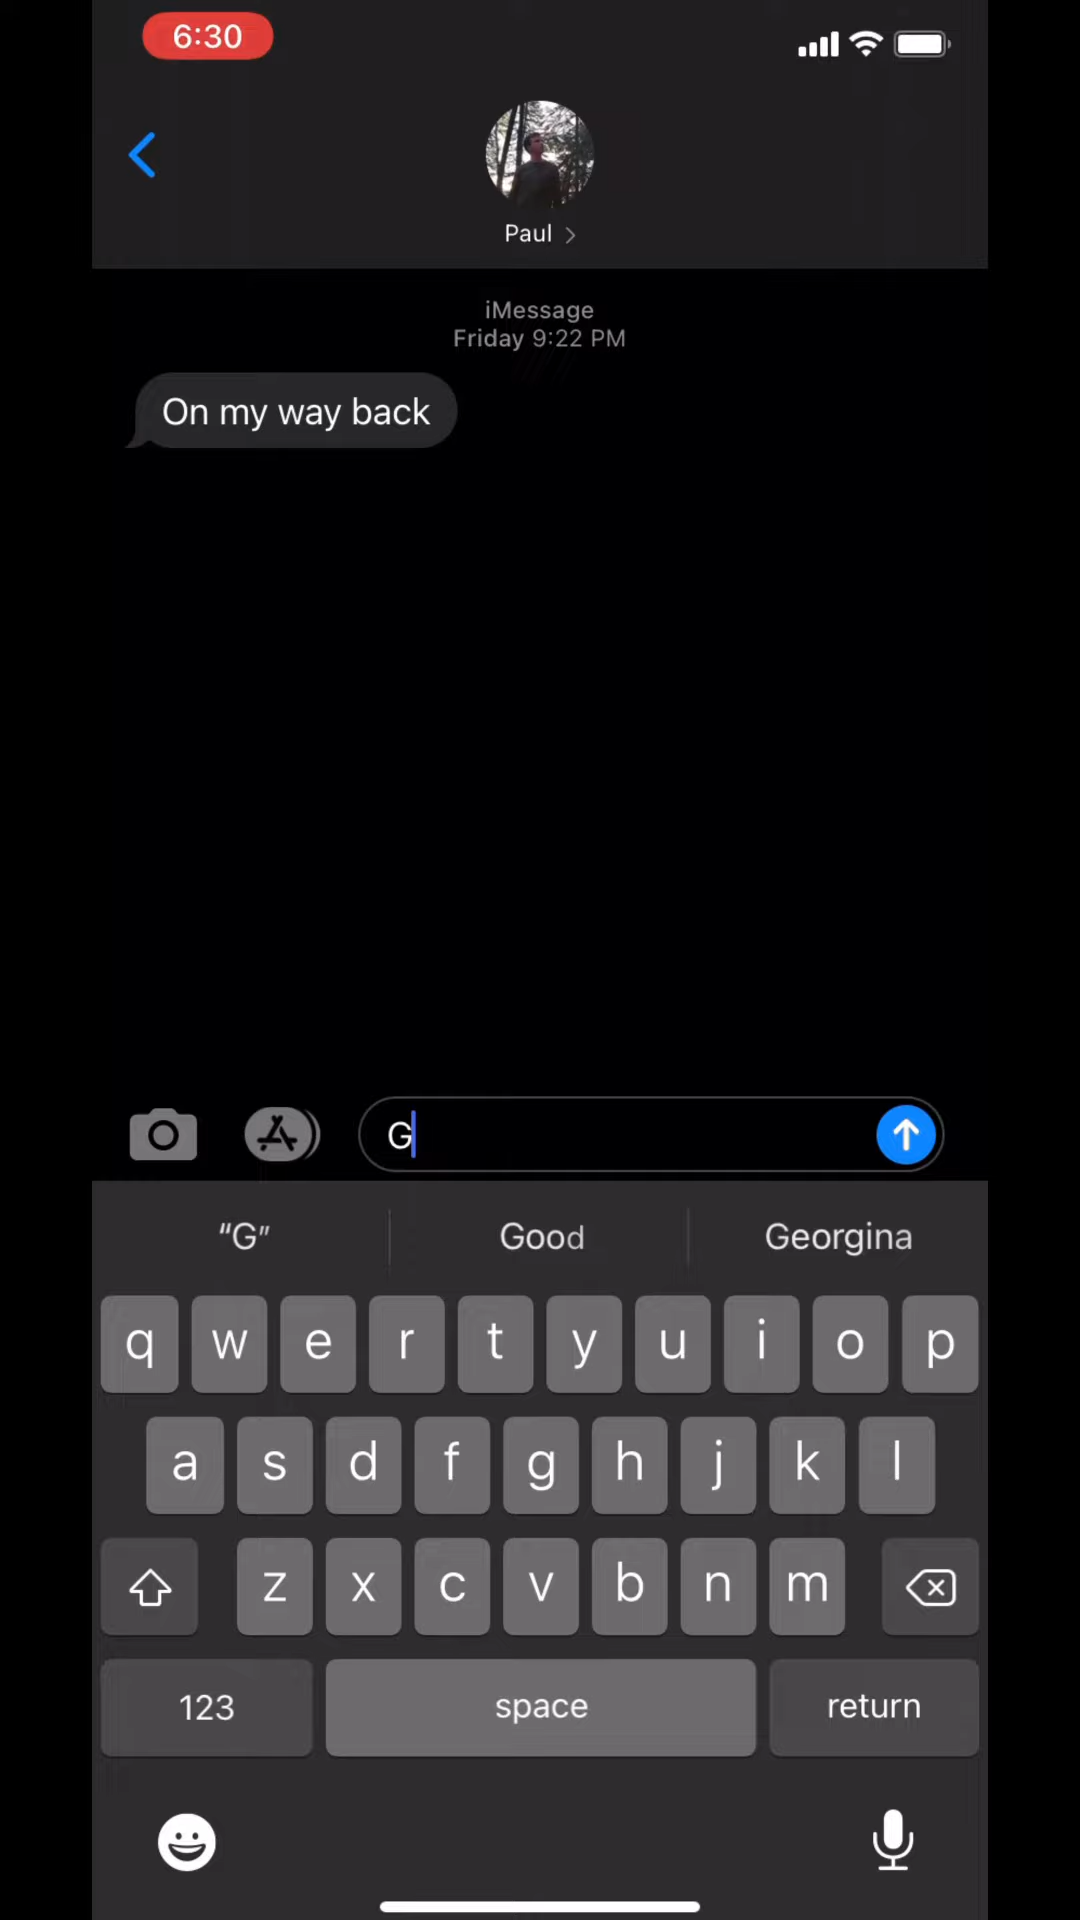 6:30
Paul
iMessage
Friday 9:22 PM
On my way back
G
“G”
Good
Georgina
q w e r t y u i o p
a s d f g h j k l
z x c v b n m
123
space
return